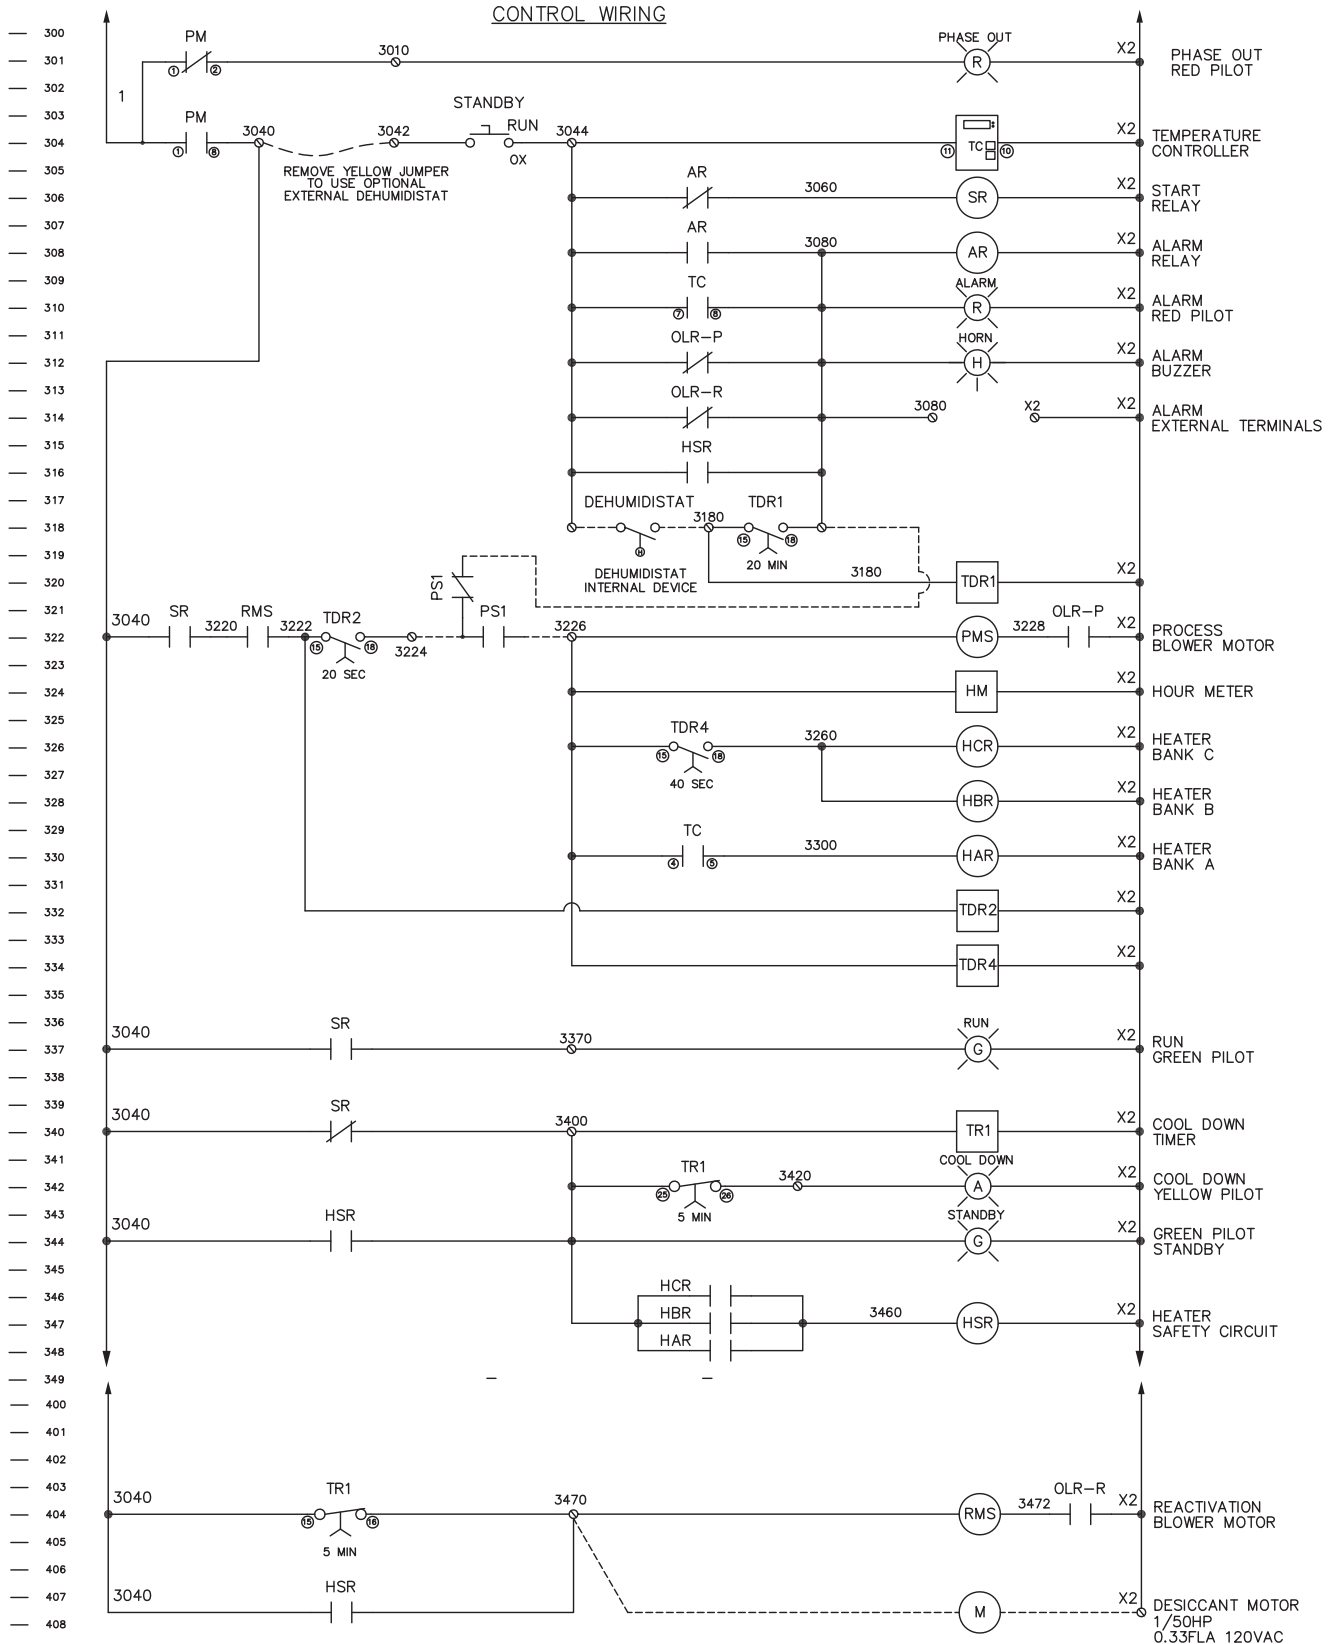 CONTROL WIRING
300
PM
PHASE OUT
301
① ② 3010 R X2 PHASE OUT
RED PILOT
302
1
303
PM STANDBY
304
① ⑧ 3040 3042 RUN 3044 ⑪ TC ⑩ X2 TEMPERATURE
CONTROLLER
OX
305
REMOVE YELLOW JUMPER
TO USE OPTIONAL
EXTERNAL DEHUMIDISTAT
306
AR 3060 SR X2 START
RELAY
307
308
AR 3080 AR X2 ALARM
RELAY
309
TC ALARM
310
⑦ ⑧ R X2 ALARM
RED PILOT
311
OLR-P HORN
312
H X2 ALARM
BUZZER
313
OLR-R
314
3080 X2 X2 ALARM
EXTERNAL TERMINALS
315
HSR
316
317
DEHUMIDISTAT TDR1
318
H 3180 ⑮ ⑱
20 MIN
319
DEHUMIDISTAT
INTERNAL DEVICE
320
3180 TDR1 X2
321
PS1
322
3040 SR 3220 RMS 3222 TDR2 3224 PS1 3226 PMS 3228 OLR-P X2 PROCESS
BLOWER MOTOR
⑮ ⑱
20 SEC
323
324
HM X2 HOUR METER
325
TDR4
326
⑮ ⑱ 3260 HCR X2 HEATER
BANK C
40 SEC
327
328
HBR X2 HEATER
BANK B
329
TC
330
④ ⑤ 3300 HAR X2 HEATER
BANK A
331
332
TDR2 X2
333
334
TDR4 X2
335
336
RUN
337
3040 SR 3370 G X2 RUN
GREEN PILOT
338
339
340
3040 SR 3400 TR1 X2 COOL DOWN
TIMER
341
TR1 COOL DOWN
342
㉕ ㉖ 3420 A X2 COOL DOWN
YELLOW PILOT
5 MIN
343
STANDBY
344
3040 HSR G X2 GREEN PILOT
STANDBY
345
346
HCR
347
HBR 3460 HSR X2 HEATER
SAFETY CIRCUIT
348
HAR
349
400
401
402
403
404
3040 TR1 3470 RMS 3472 OLR-R X2 REACTIVATION
BLOWER MOTOR
⑮ ⑯
405
5 MIN
406
407
3040 HSR M X2 DESICCANT MOTOR
1/50HP
408
0.33FLA 120VAC